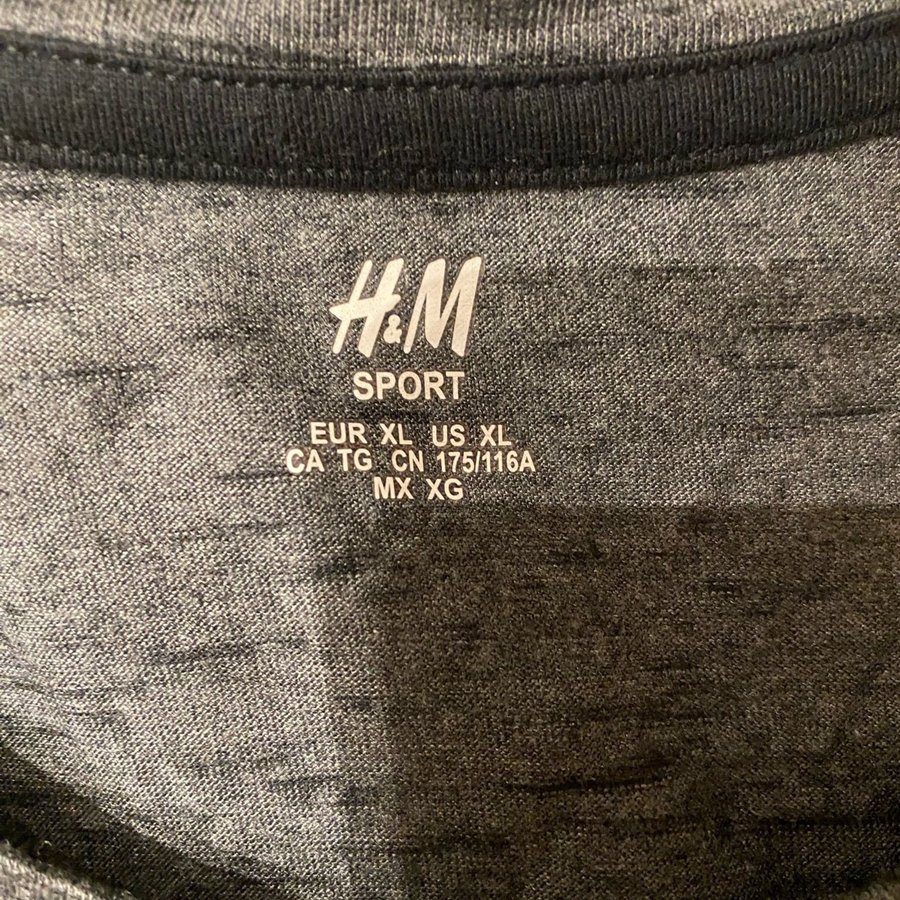 H&M
SPORT
EUR XL US XL
CA TG CN 175/116A
MX XG